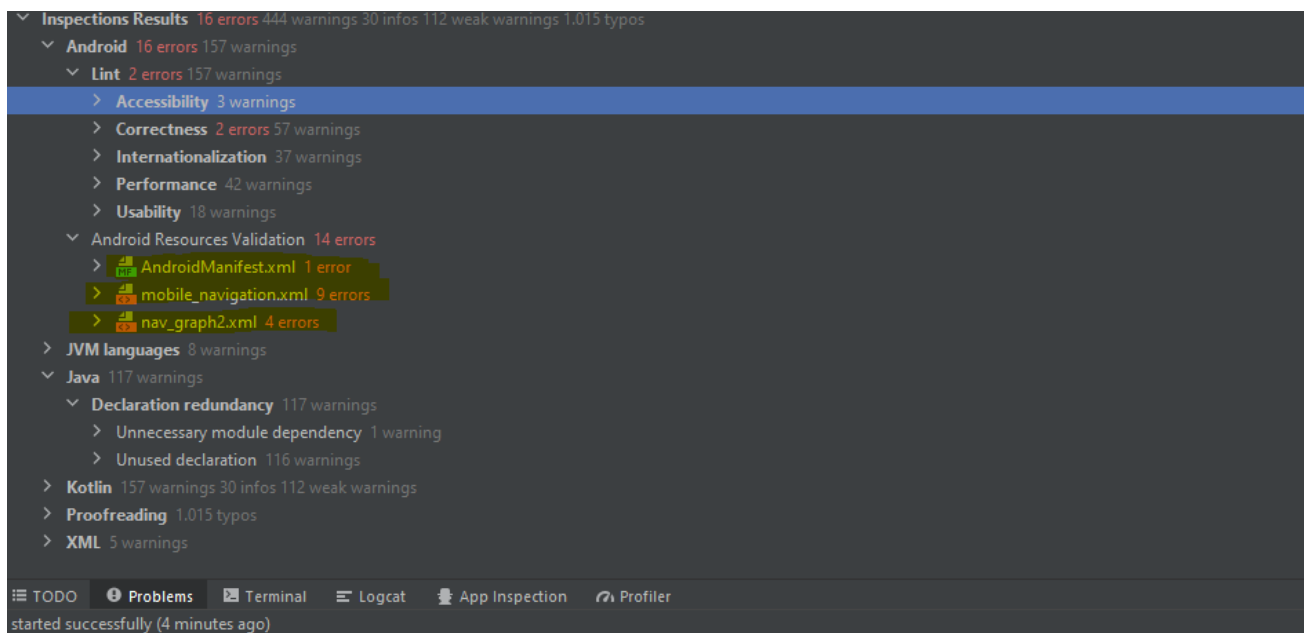 Inspections Results 16 errors 444 warnings 30 infos 112 weak warnings 1.015 typos
Android 16 errors 157 warnings
Lint 2 errors 157 warnings
Accessibility 3 warnings
Correctness 2 errors 57 warnings
Internationalization 37 warnings
Performance 42 warnings
Usability 18 warnings
Android Resources Validation 14 errors
MF AndroidManifest.xml 1 error
<> mobile_navigation.xml 9 errors
<> nav_graph2.xml 4 errors
JVM languages 8 warnings
Java 117 warnings
Declaration redundancy 117 warnings
Unnecessary module dependency 1 warning
Unused declaration 116 warnings
Kotlin 157 warnings 30 infos 112 weak warnings
Proofreading 1.015 typos
XML 5 warnings
TODO Problems Terminal Logcat App Inspection Profiler
started successfully (4 minutes ago)